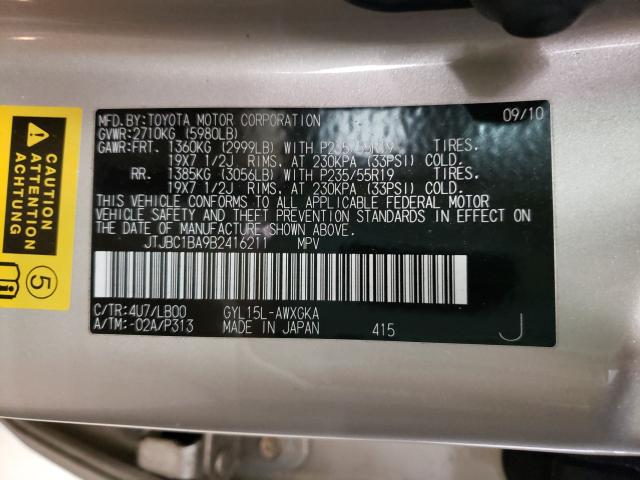 CAUTION
ATTENTION
5
MFD.BY:TOYOTA MOTOR CORPORATION 09/10
GVWR:2710KG (5980LB)
GAWR:FRT. 1360KG (2999LB) WITH P235/55R19 TIRES.
19X7 1/2J RIMS. AT 230KPA (33PSI) COLD.
RR. 1385KG (3056LB) WITH P235/55R19 TIRES.
19X7 1/2J RIMS. AT 230KPA (33PSI) COLD.
THIS VEHICLE CONFORMS TO ALL APPLICABLE FEDERAL MOTOR
VEHICLE SAFETY AND THEFT PREVENTION STANDARDS IN EFFECT ON
THE DATE OF MANUFACTURE SHOWN ABOVE.
JTJBC1BA9B2416211 MPV
C/TR:4U7/LB00 GYL15L-AWXGKA
A/TM:-02A/P313 MADE IN JAPAN 415 J